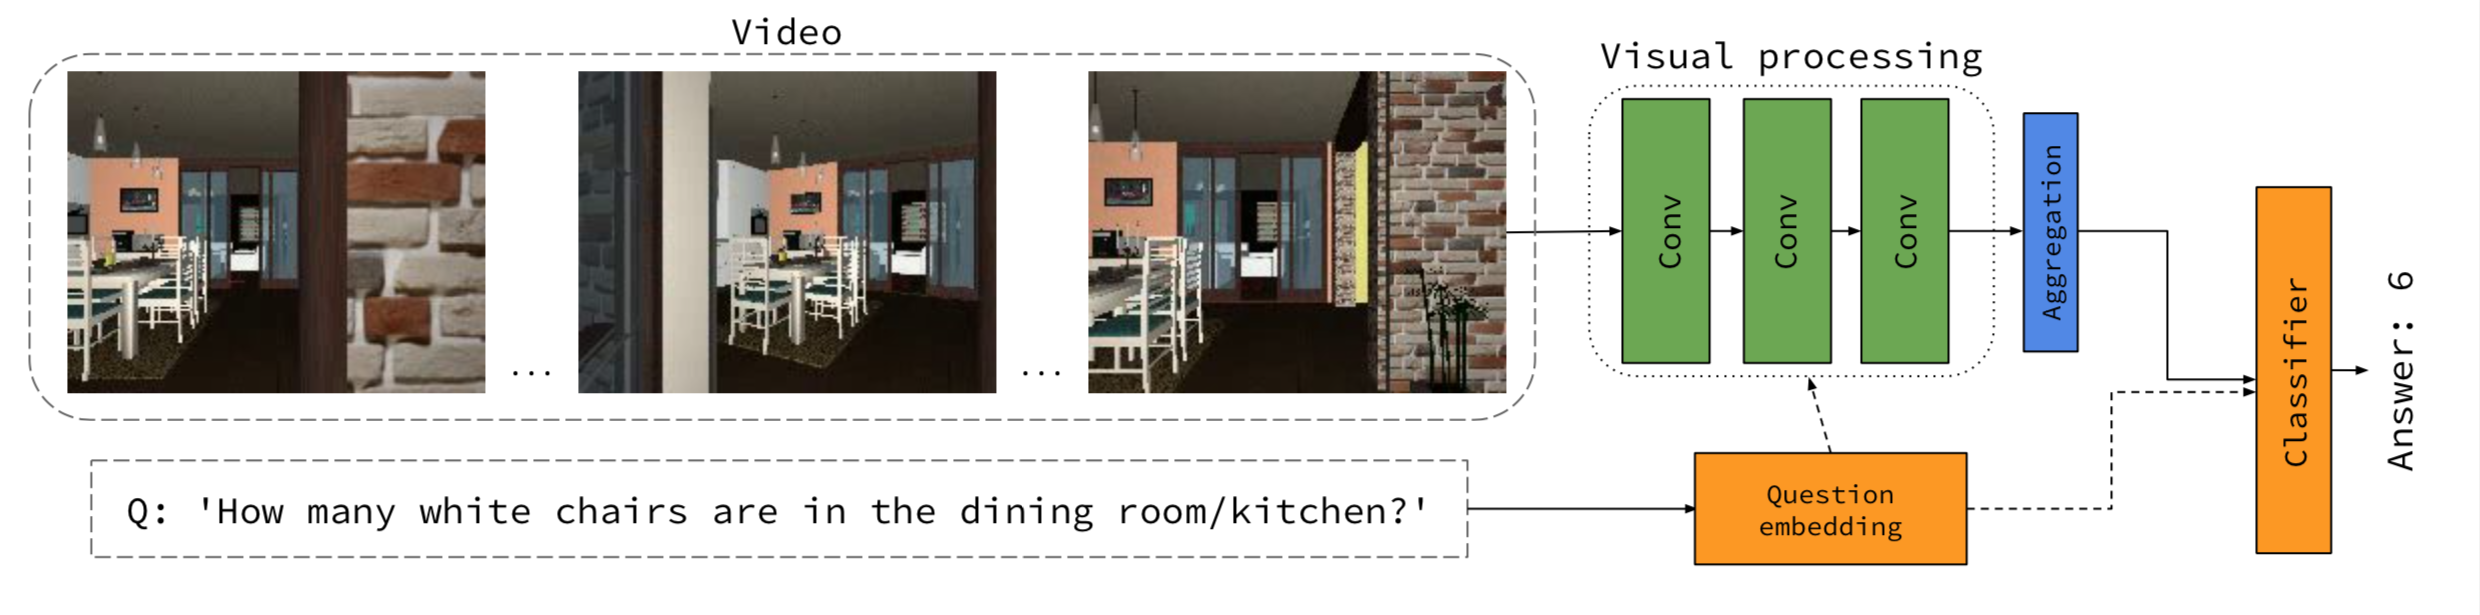 Video
...
...
Q: 'How many white chairs are in the dining room/kitchen?'
Visual processing
Conv
Conv
Conv
Aggregation
Question
embedding
Classifier
Answer: 6